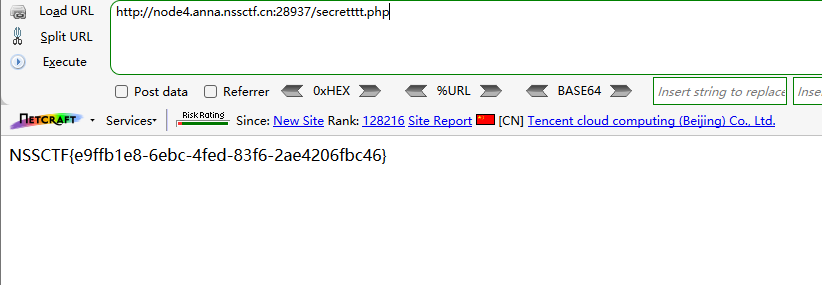 Load URL
http://node4.anna.nssctf.cn:28937/secretttt.php
Split URL
Execute
Post data Referrer 0xHEX %URL BASE64 Insert string to replace Inse
NETCRAFT Services Risk Rating Since: New Site Rank: 128216 Site Report [CN] Tencent cloud computing (Beijing) Co., Ltd.
NSSCTF{e9ffb1e8-6ebc-4fed-83f6-2ae4206fbc46}